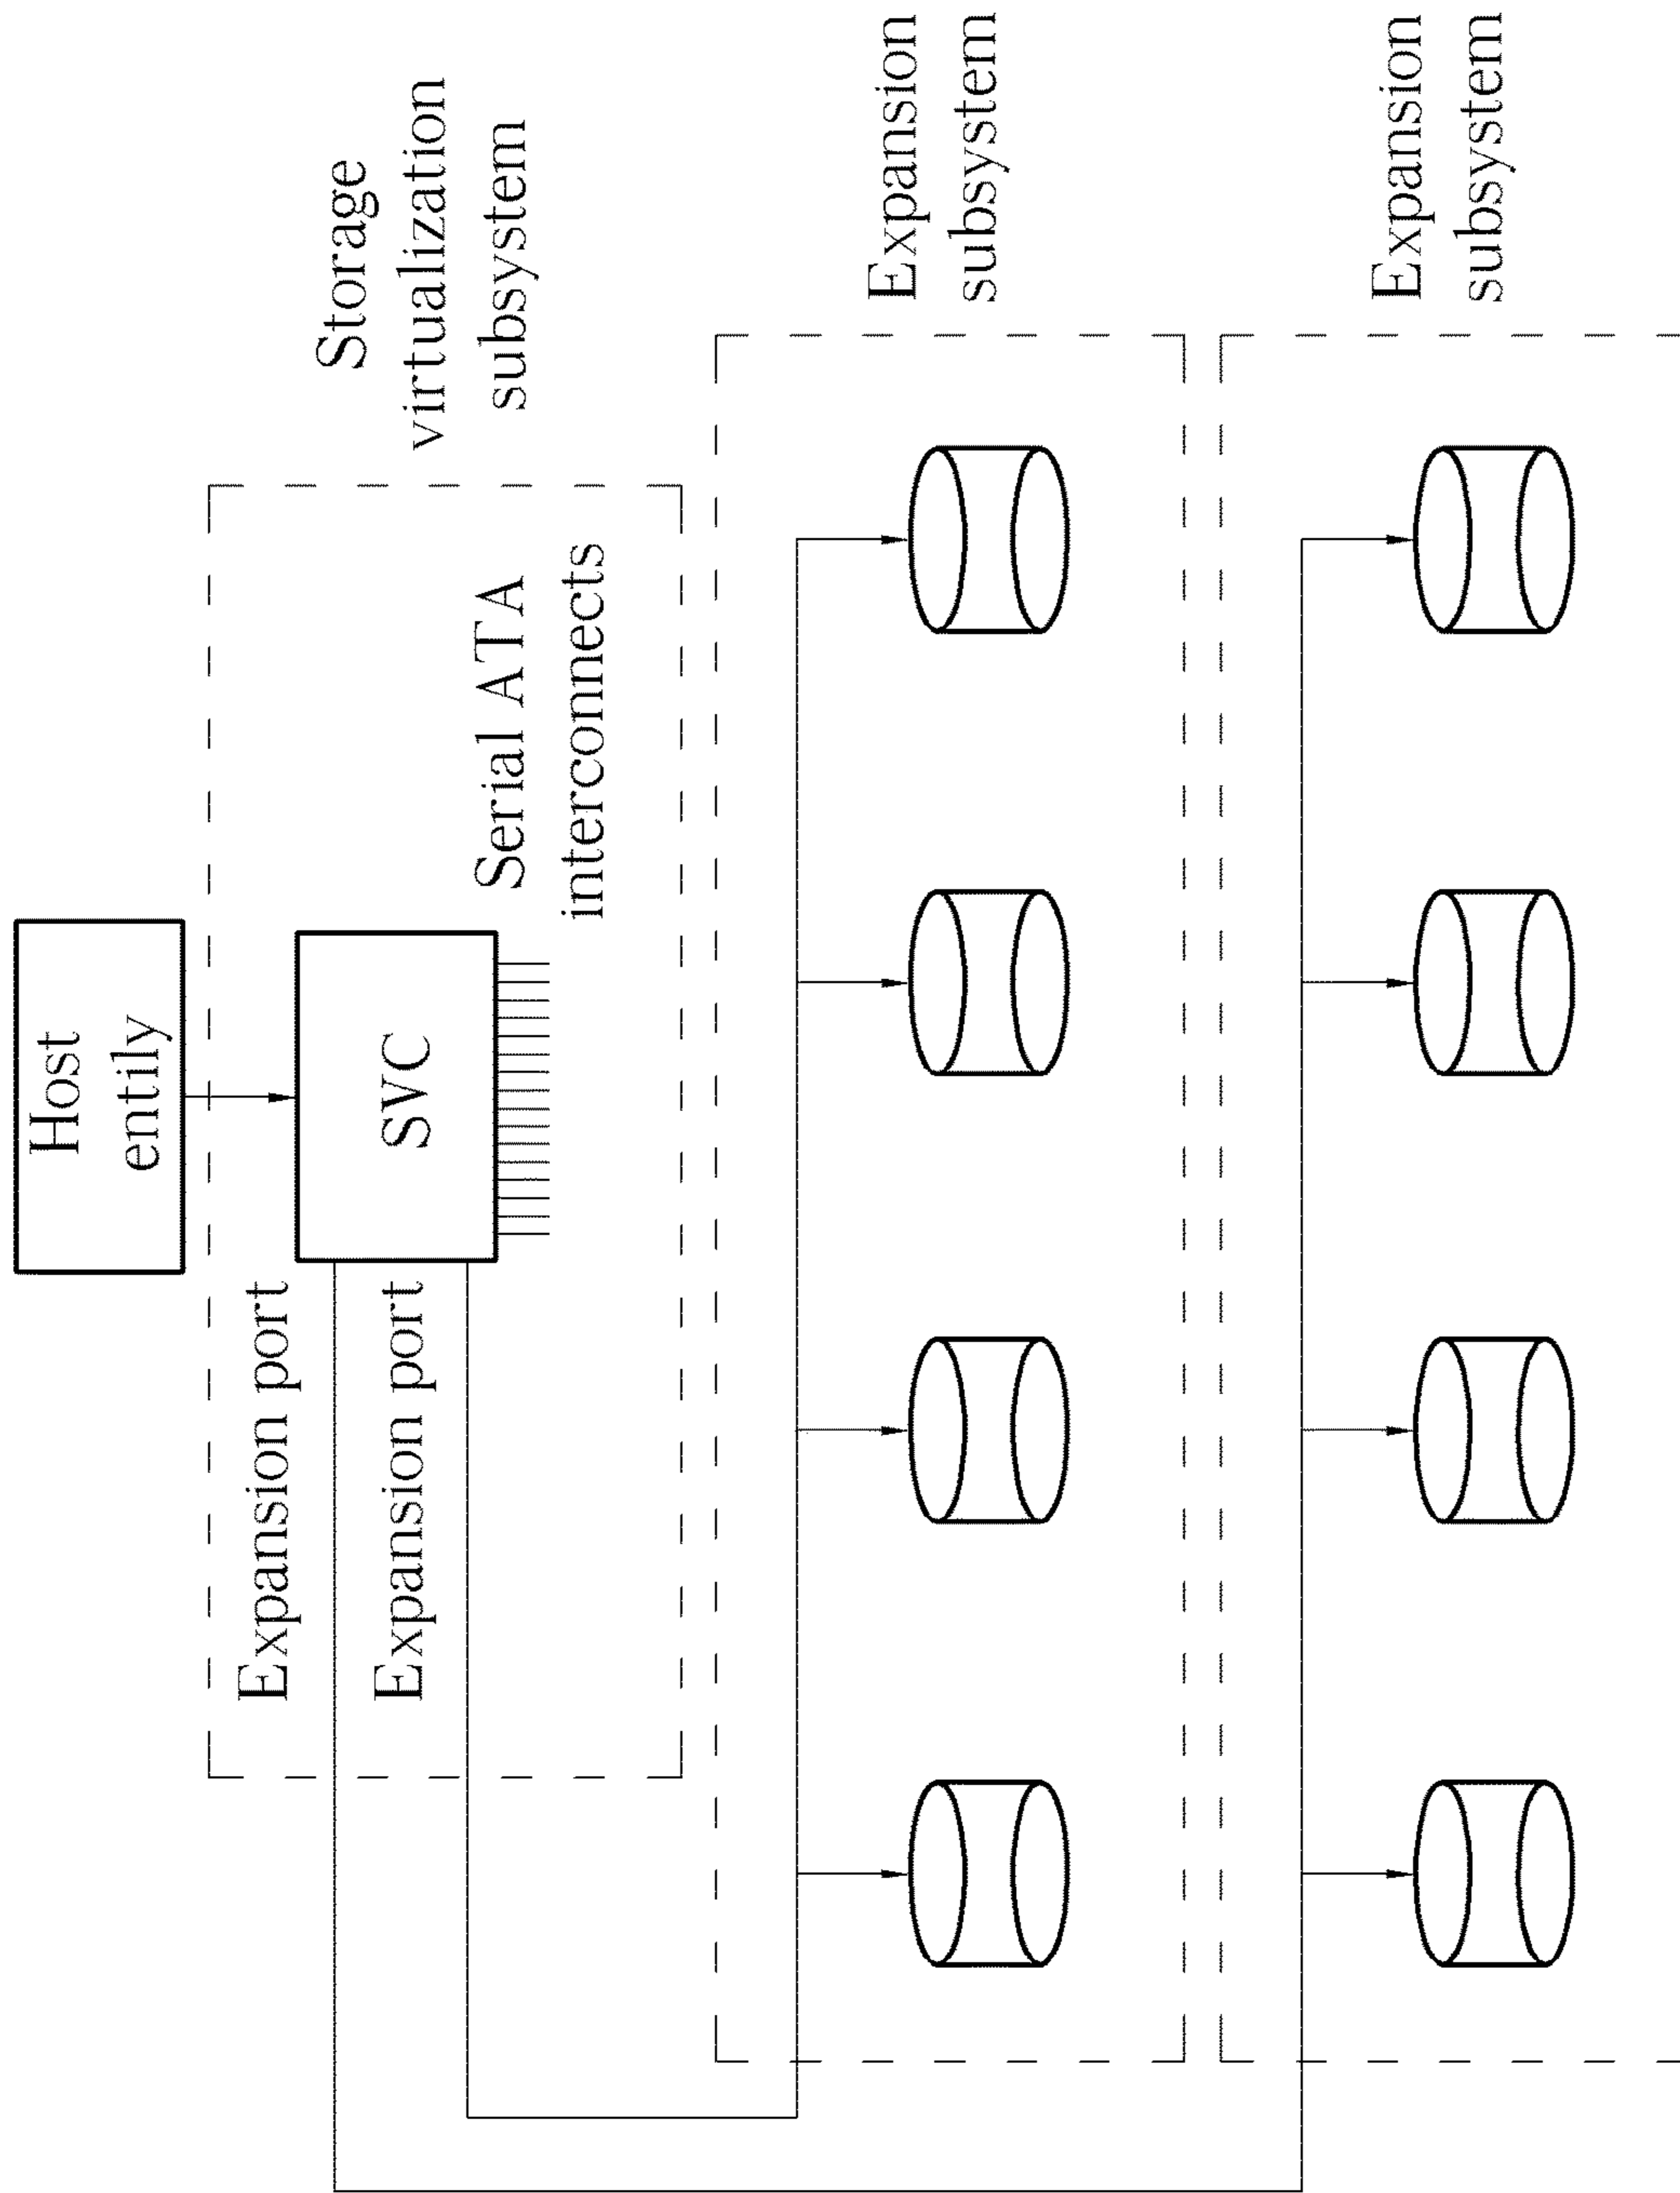 Host
entily
Storage
virtualization
subsystem
Expansion port
SVC
Expansion port
Serial ATA
interconnects
Expansion
subsystem
Expansion
subsystem